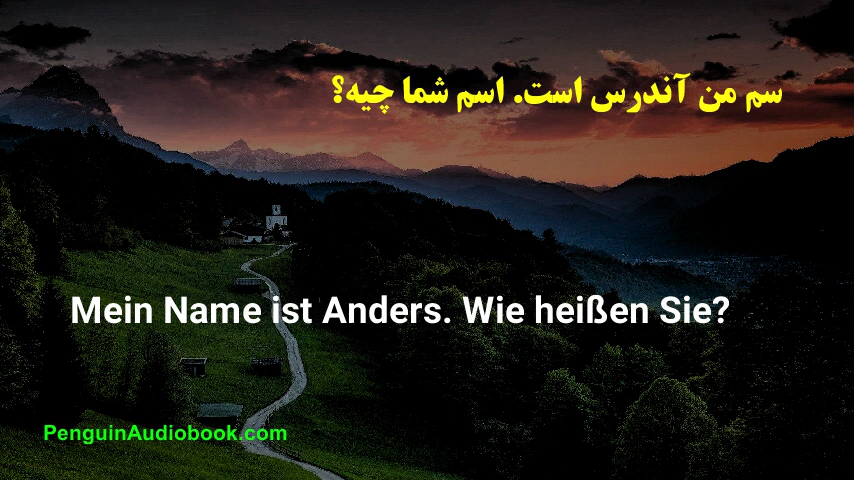 سم من آندرس است. اسم شما چیه؟
Mein Name ist Anders. Wie heißen Sie?
PenguinAudiobook.com